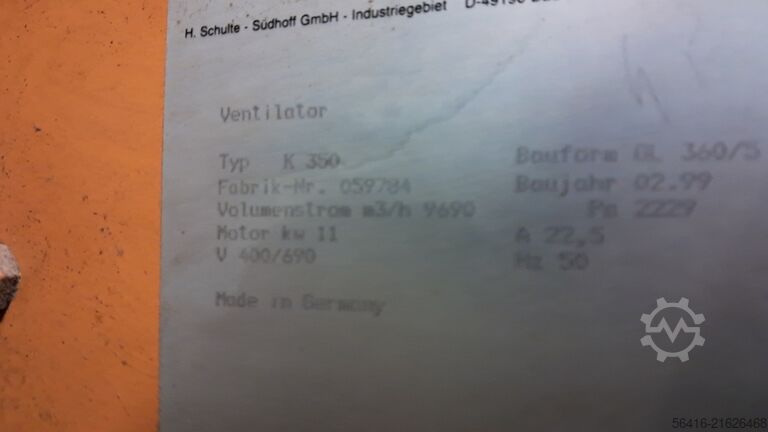 H. Schulte - Südhoff GmbH - Industriegebiet
Ventilator
Typ K 350 Bauform GL 360/5
Fabrik-Nr. 059784 Baujahr 02.99
Volumenstrom m3/h 9690 Pa 2229
Motor kw 11 A 22,5
V 400/690 Hz 50
Made in Germany
56416-21626468